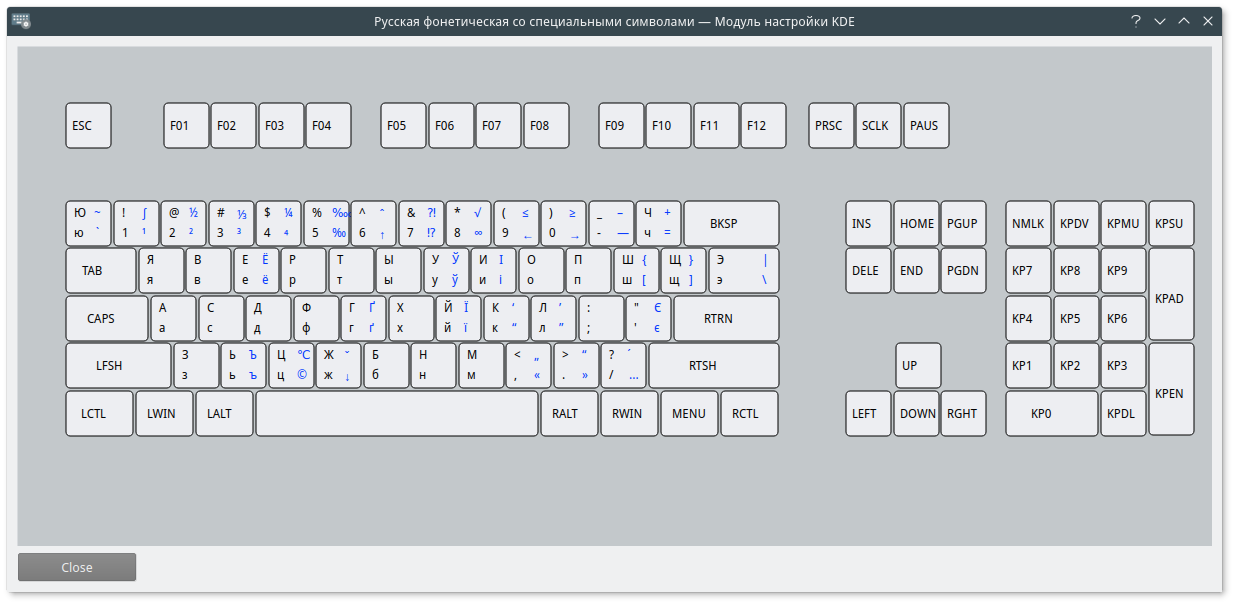 Русская фонетическая со специальными символами — Модуль настройки KDE
ESC F01 F02 F03 F04 F05 F06 F07 F08 F09 F10 F11 F12 PRSC SCLK PAUS
Ю ~ ! ∫ @ ½ # ⅓ $ ¼ % ‰ ^ ˆ & ⁈ * √ ( ≤ ) ≥ _ – Ч + BKSP INS HOME PGUP NMLK KPDV KPMU KPSU
ю ` 1 ¹ 2 ² 3 ³ 4 ⁴ 5 ‰ 6 ↑ 7 ⁉ 8 ∞ 9 ← 0 → - — ч =
TAB Я В Е Ё Р Т Ы У Ў И І О П Ш { Щ } Э | DELE END PGDN KP7 KP8 KP9 KPAD
я в е ё р т ы у ў и і о п ш [ щ ] э \
CAPS А С Д Ф Г Ґ Х Й Ї К ‘ Л ’ : " Є RTRN KP4 KP5 KP6
а с д ф г ґ х й ї к “ л ” ; ' є
LFSH З Ь Ъ Ц ℃ Ж ˇ Б Н М < „ > “ ? ´ RTSH UP KP1 KP2 KP3 KPEN
з ь ъ ц © ж ↓ б н м , « . » / …
LCTL LWIN LALT RALT RWIN MENU RCTL LEFT DOWN RGHT KP0 KPDL
Close